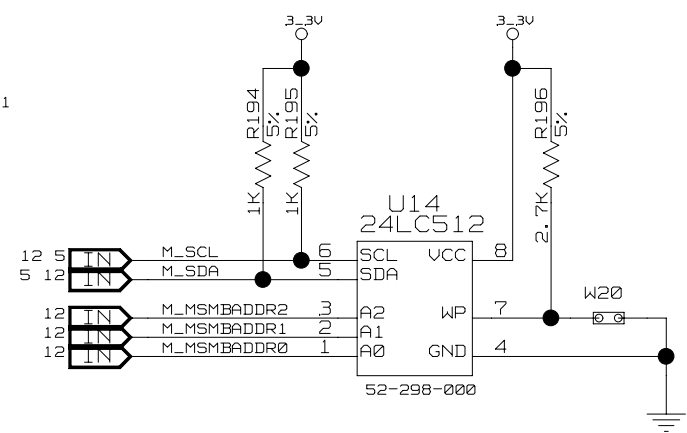 3_3V
3_3V
1
R194
5%
1K
R195
5%
1K
R196
5%
2.7K
U14
24LC512
12 5 IN M_SCL 6 SCL VCC 8
5 12 IN M_SDA 5 SDA
W20
12 IN M_MSMBADDR2 3 A2 WP 7
12 IN M_MSMBADDR1 2 A1
12 IN M_MSMBADDR0 1 A0 GND 4
52-298-000